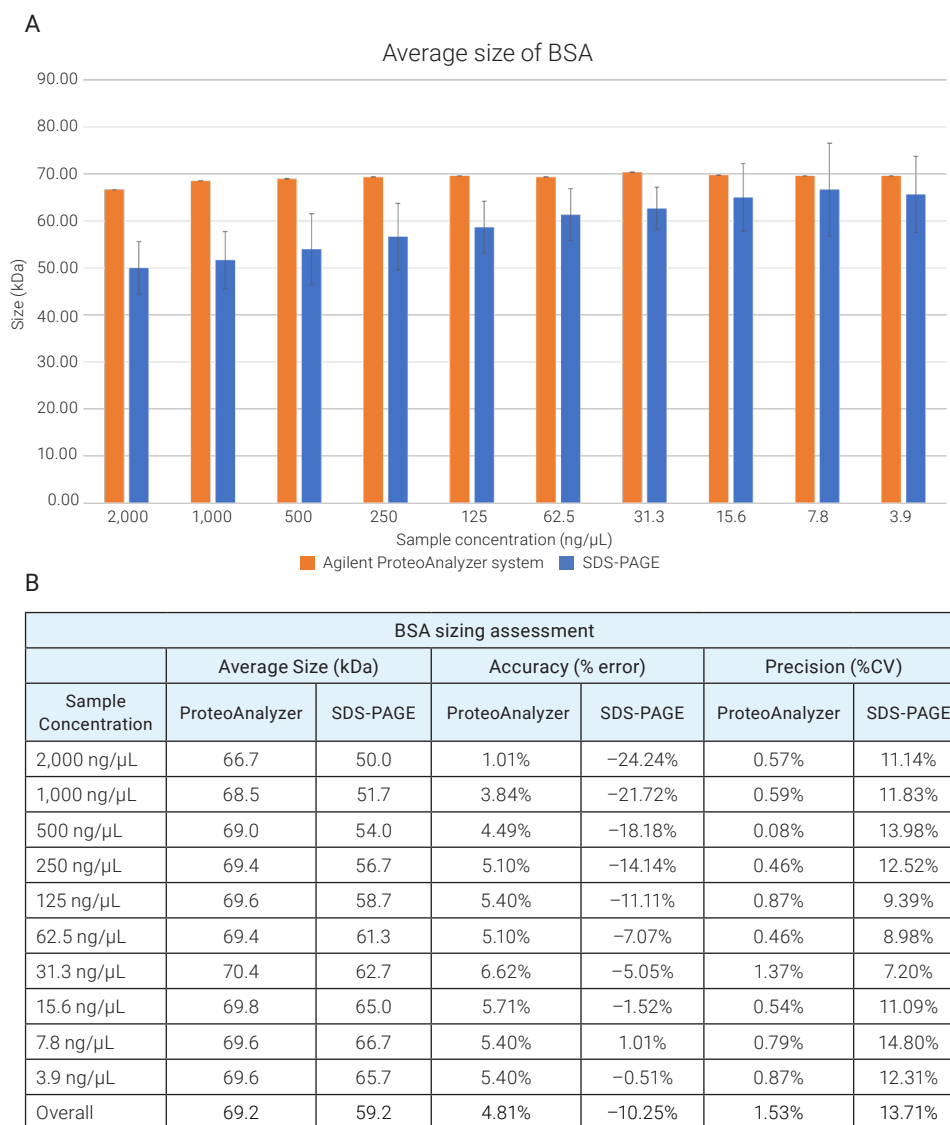 A
Average size of BSA
90.00
80.00
70.00
60.00
50.00
40.00
30.00
20.00
10.00
0.00
Size (kDa)
2,000 1,000 500 250 125 62.5 31.3 15.6 7.8 3.9
Sample concentration (ng/µL)
Agilent ProteoAnalyzer system SDS-PAGE
B
BSA sizing assessment
Average Size (kDa) Accuracy (% error) Precision (%CV)
Sample Concentration ProteoAnalyzer SDS-PAGE ProteoAnalyzer SDS-PAGE ProteoAnalyzer SDS-PAGE
2,000 ng/µL 66.7 50.0 1.01% −24.24% 0.57% 11.14%
1,000 ng/µL 68.5 51.7 3.84% −21.72% 0.59% 11.83%
500 ng/µL 69.0 54.0 4.49% −18.18% 0.08% 13.98%
250 ng/µL 69.4 56.7 5.10% −14.14% 0.46% 12.52%
125 ng/µL 69.6 58.7 5.40% −11.11% 0.87% 9.39%
62.5 ng/µL 69.4 61.3 5.10% −7.07% 0.46% 8.98%
31.3 ng/µL 70.4 62.7 6.62% −5.05% 1.37% 7.20%
15.6 ng/µL 69.8 65.0 5.71% −1.52% 0.54% 11.09%
7.8 ng/µL 69.6 66.7 5.40% 1.01% 0.79% 14.80%
3.9 ng/µL 69.6 65.7 5.40% −0.51% 0.87% 12.31%
Overall 69.2 59.2 4.81% −10.25% 1.53% 13.71%